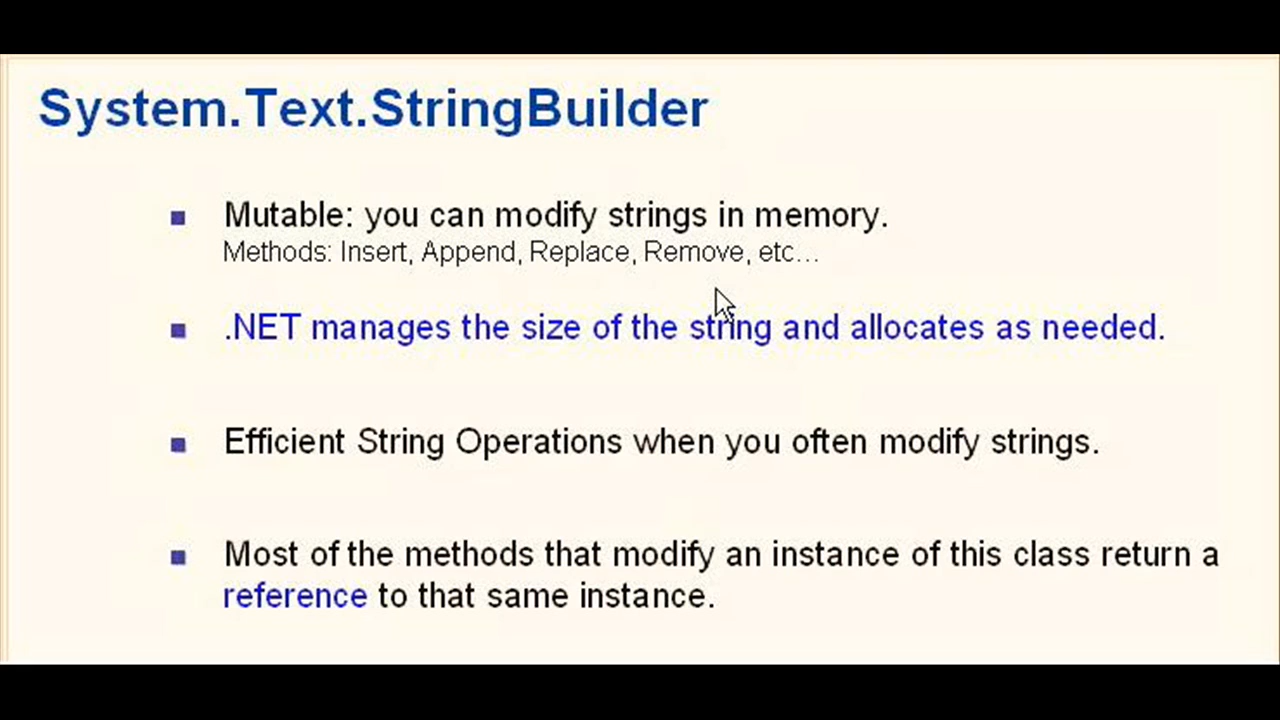 System.Text.StringBuilder
Mutable: you can modify strings in memory.
Methods: Insert, Append, Replace, Remove, etc...
.NET manages the size of the string and allocates as needed.
Efficient String Operations when you often modify strings.
Most of the methods that modify an instance of this class return a
reference to that same instance.